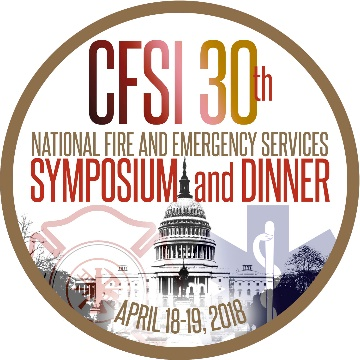 CFSI 30th
NATIONAL FIRE AND EMERGENCY SERVICES
SYMPOSIUM and DINNER
APRIL 18-19, 2018